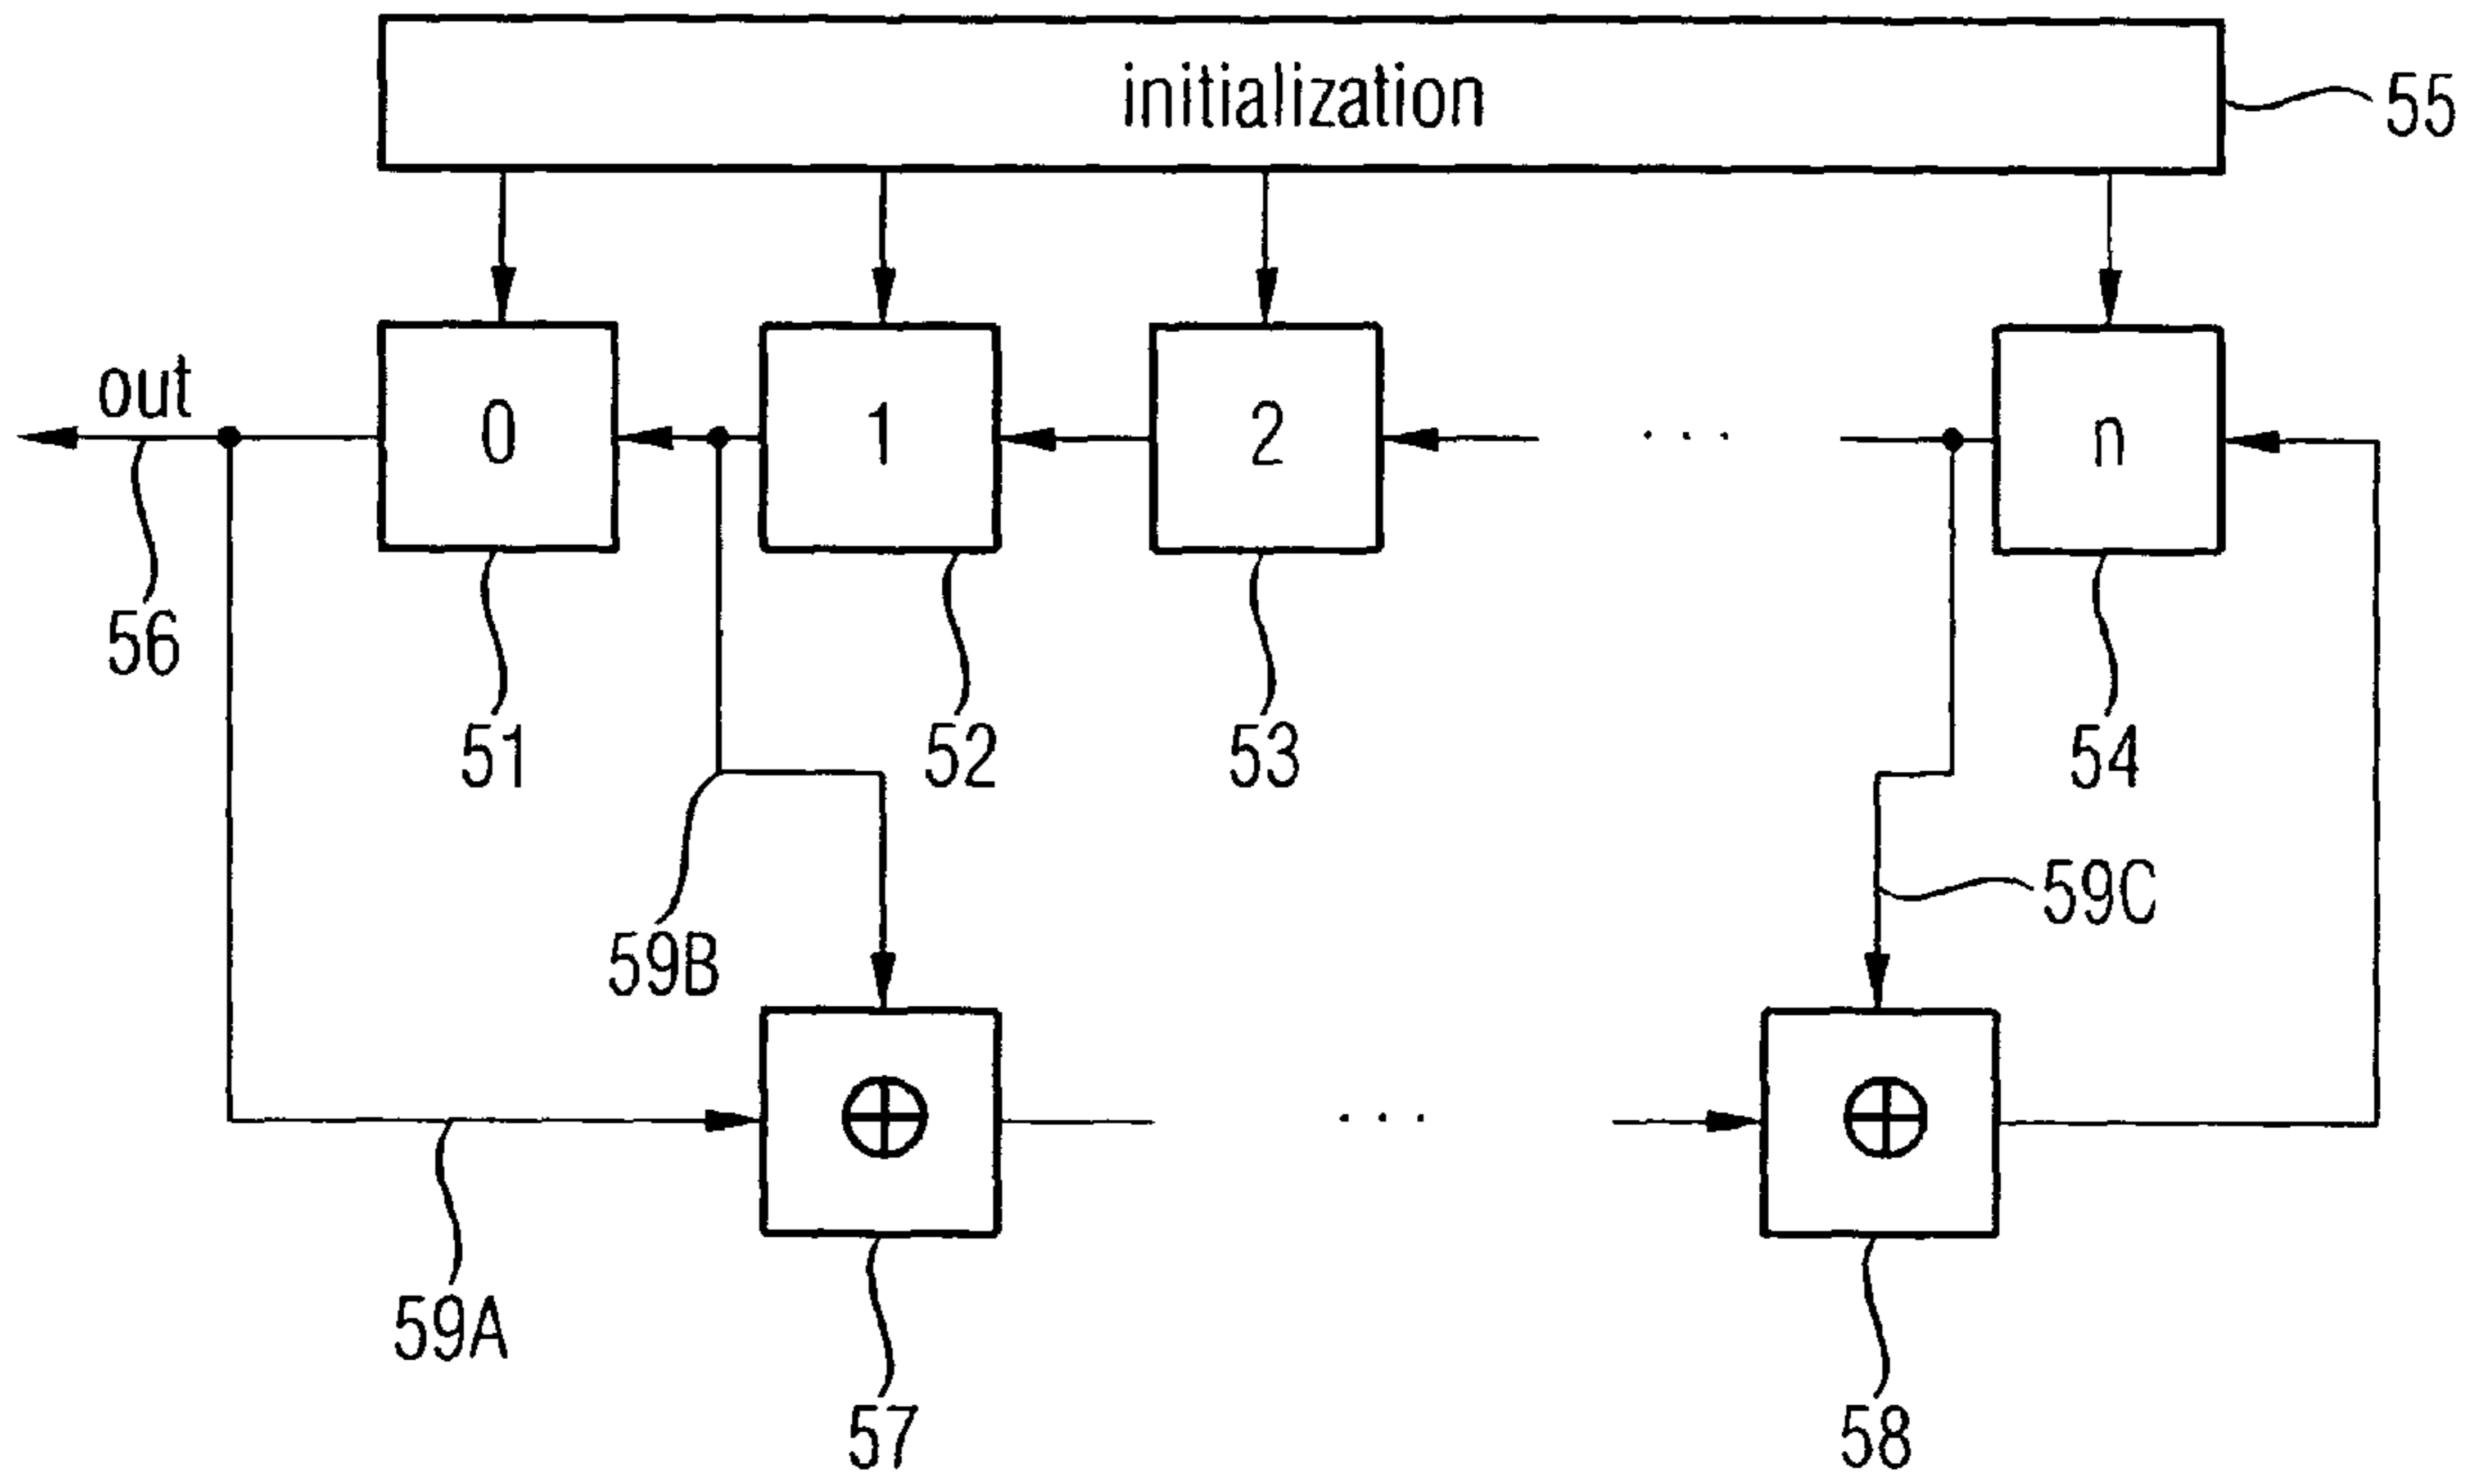 initialization
55
out
0
1
2
. . .
n
56
51
52
53
54
59B
59C
⊕
. . .
⊕
59A
57
58